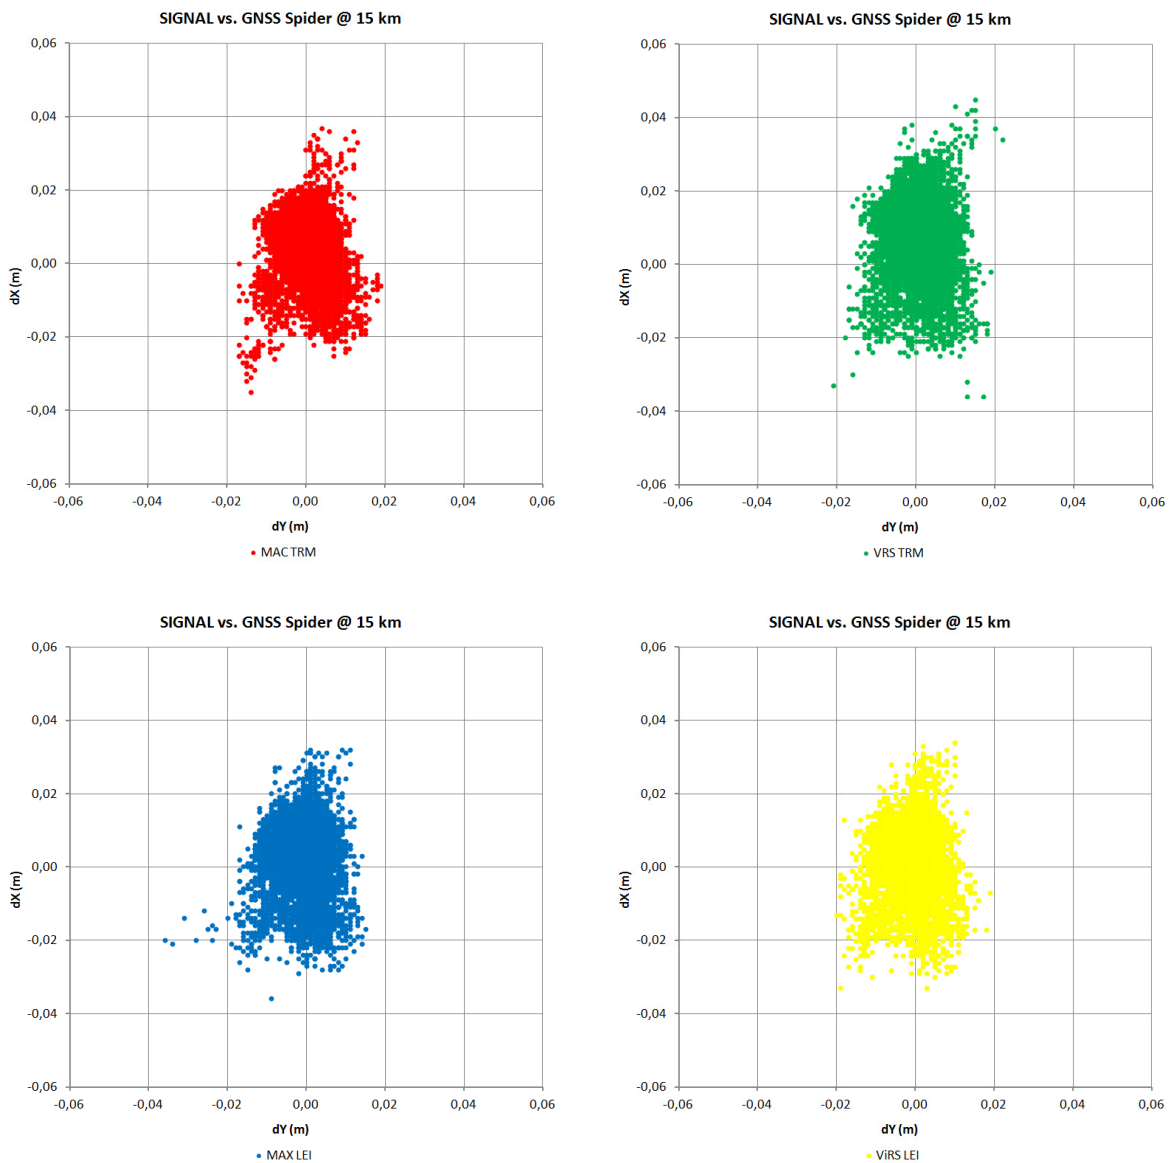 SIGNAL vs. GNSS Spider @ 15 km
0,06
0,04
0,02
0,00
-0,02
-0,04
-0,06
dX (m)
-0,06 -0,04 -0,02 0,00 0,02 0,04 0,06
dY (m)
MAC TRM
SIGNAL vs. GNSS Spider @ 15 km
0,06
0,04
0,02
0,00
-0,02
-0,04
-0,06
dX (m)
-0,06 -0,04 -0,02 0,00 0,02 0,04 0,06
dY (m)
VRS TRM
SIGNAL vs. GNSS Spider @ 15 km
0,06
0,04
0,02
0,00
-0,02
-0,04
-0,06
dX (m)
-0,06 -0,04 -0,02 0,00 0,02 0,04 0,06
dY (m)
MAX LEI
SIGNAL vs. GNSS Spider @ 15 km
0,06
0,04
0,02
0,00
-0,02
-0,04
-0,06
dX (m)
-0,06 -0,04 -0,02 0,00 0,02 0,04 0,06
dY (m)
ViRS LEI